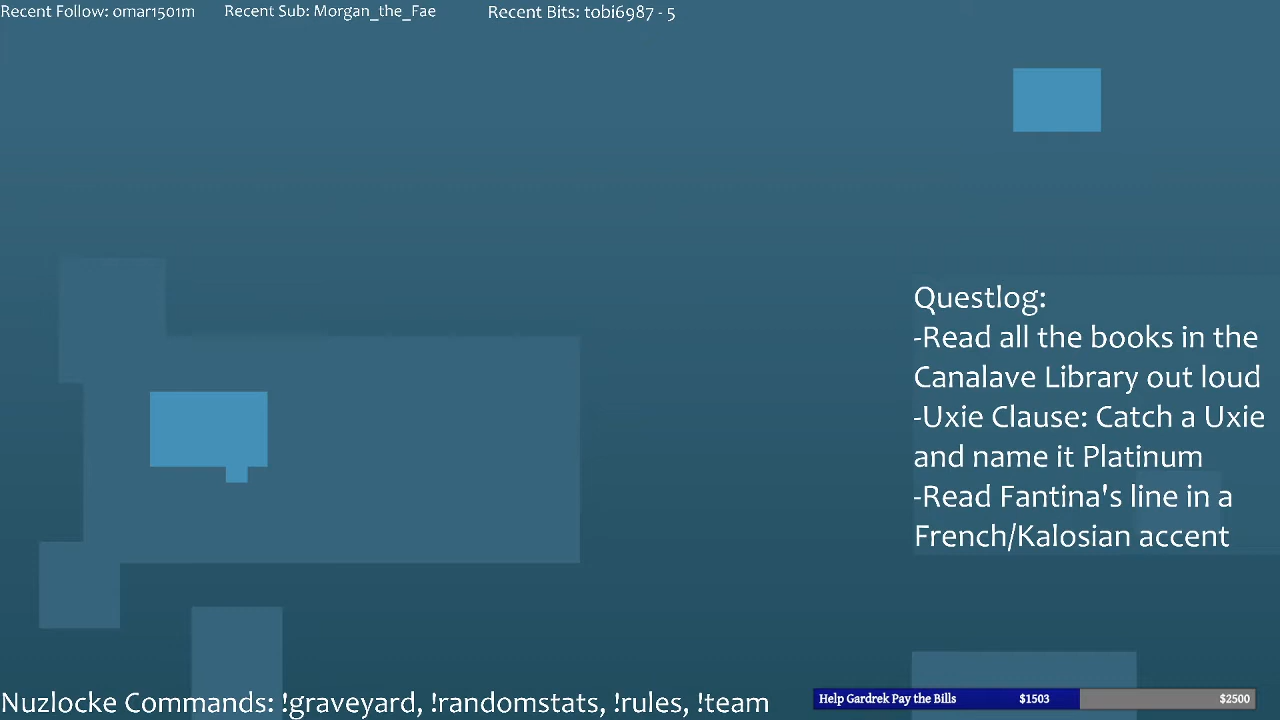 Recent Follow: omar1501m Recent Sub: Morgan_the_Fae Recent Bits: tobi6987 - 5
Questlog:
-Read all the books in the
Canalave Library out loud
-Uxie Clause: Catch a Uxie
and name it Platinum
-Read Fantina's line in a
French/Kalosian accent
Nuzlocke Commands: !graveyard, !randomstats, !rules, !team
Help Gardrek Pay the Bills $1503 $2500